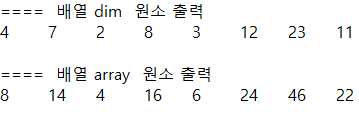 ==== 배열 dim 원소 출력
4 7 2 8 3 12 23 11
==== 배열 array 원소 출력
8 14 4 16 6 24 46 22